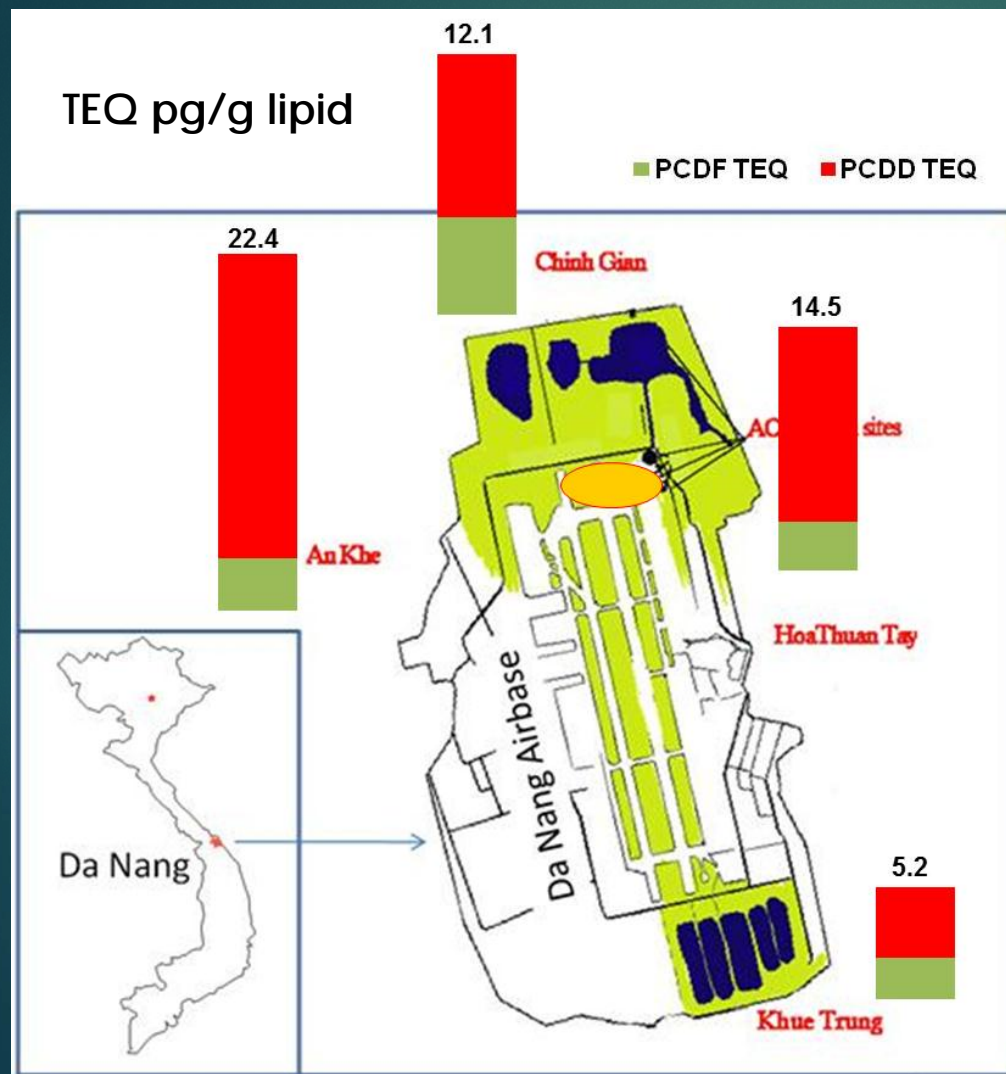 12.1
TEQ pg/g lipid
PCDF TEQ PCDD TEQ
22.4
Chinh Gian
14.5
sites
An Khe
HoaThuan Tay
Da Nang Airbase
Da Nang
5.2
Khue Trung